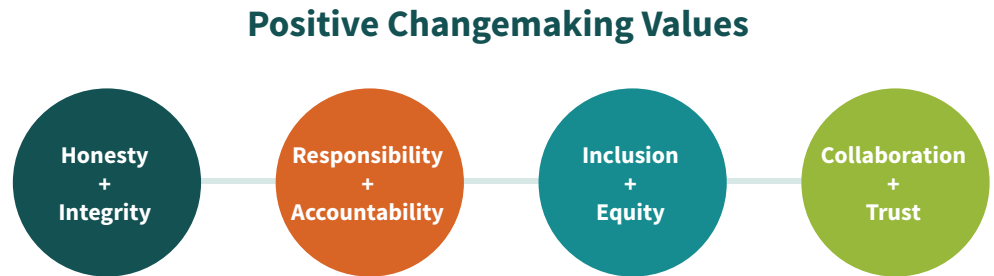 Positive Changemaking Values
Honesty
+
Integrity
Responsibility
+
Accountability
Inclusion
+
Equity
Collaboration
+
Trust